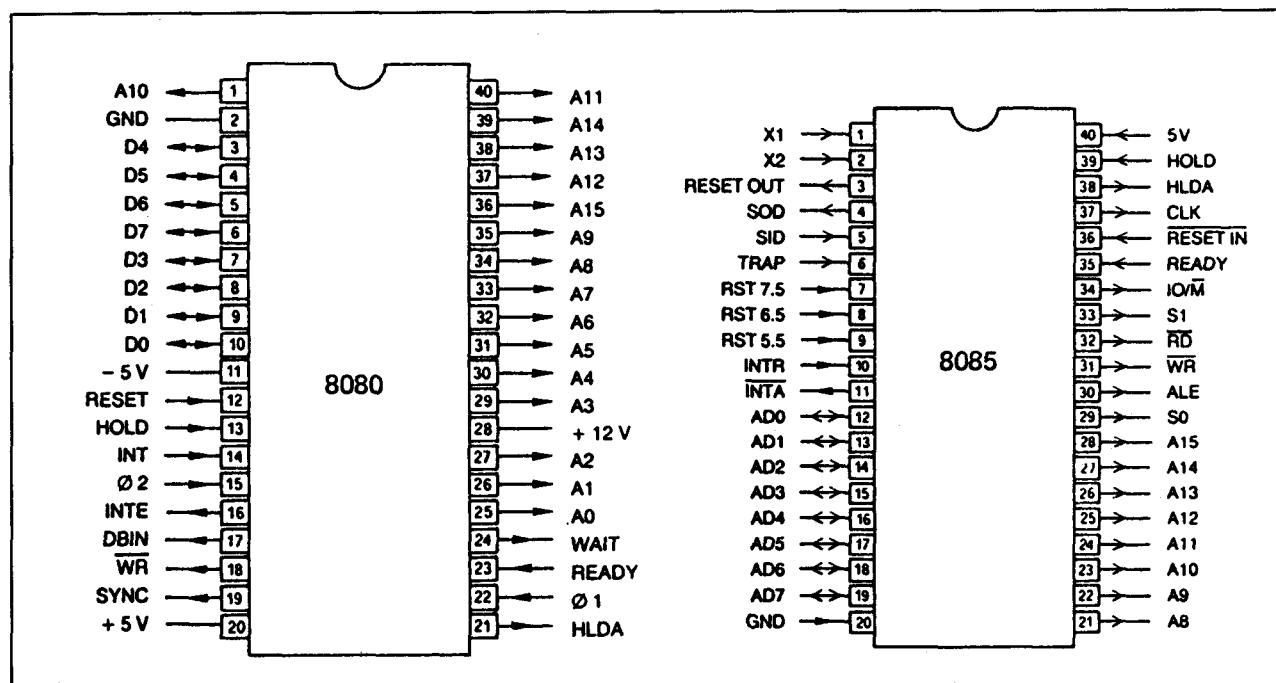 A10 1 40 A11
GND 2 39 A14
D4 3 38 A13
D5 4 37 A12
D6 5 36 A15
D7 6 35 A9
D3 7 34 A8
D2 8 33 A7
D1 9 32 A6
D0 10 31 A5
– 5 V 11 30 A4
8080
RESET 12 29 A3
HOLD 13 28 + 12 V
INT 14 27 A2
Ø 2 15 26 A1
INTE 16 25 A0
DBIN 17 24 WAIT
W̅R̅ 18 23 READY
SYNC 19 22 Ø 1
+ 5 V 20 21 HLDA
X1 1 40 5V
X2 2 39 HOLD
RESET OUT 3 38 HLDA
SOD 4 37 CLK
SID 5 36 R̅E̅S̅E̅T̅ I̅N̅
TRAP 6 35 READY
RST 7.5 7 34 IO/M̅
RST 6.5 8 33 S1
RST 5.5 9 32 R̅D̅
8085
INTR 10 31 W̅R̅
I̅N̅T̅A̅ 11 30 ALE
AD0 12 29 S0
AD1 13 28 A15
AD2 14 27 A14
AD3 15 26 A13
AD4 16 25 A12
AD5 17 24 A11
AD6 18 23 A10
AD7 19 22 A9
GND 20 21 A8